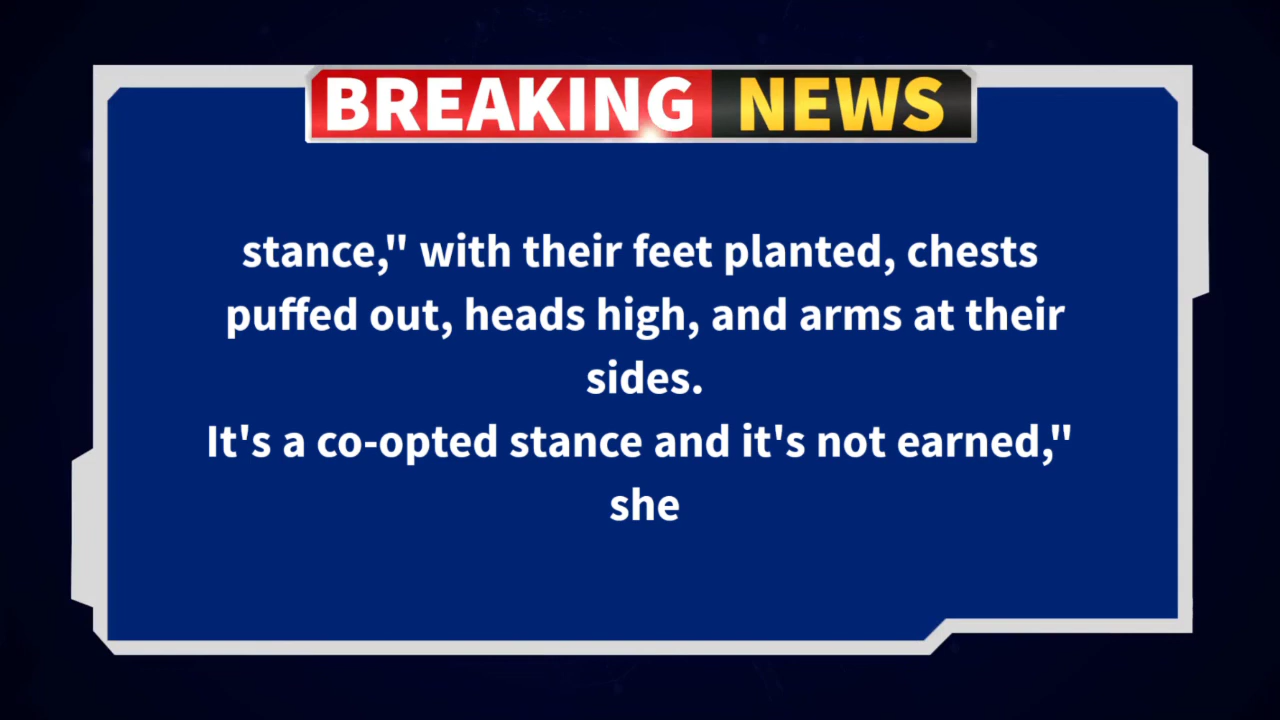 BREAKING NEWS
stance," with their feet planted, chests
puffed out, heads high, and arms at their
sides.
It's a co-opted stance and it's not earned,"
she